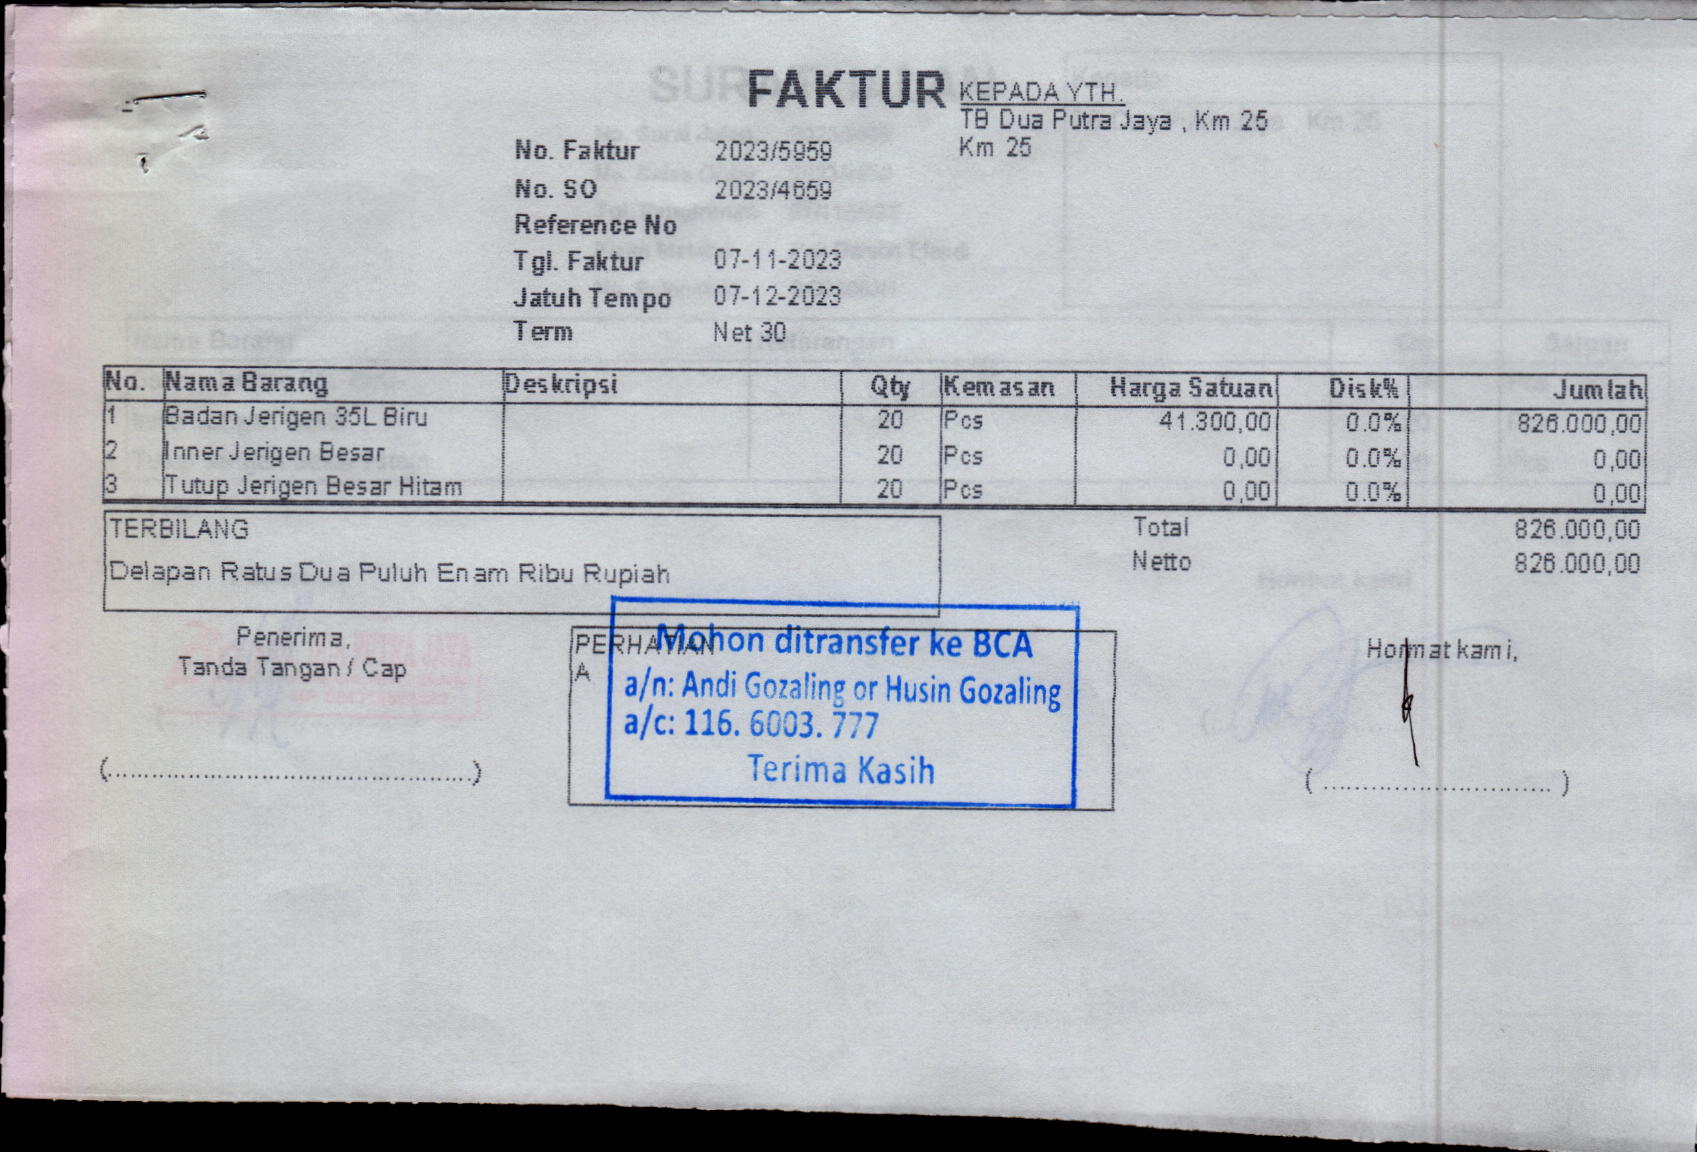 FAKTUR
KEPADA YTH.
TB Dua Putra Jaya , Km 25
Km 25
No. Faktur 2023/5959
No. SO 2023/4659
Reference No
Tgl. Faktur 07-11-2023
Jatuh Tempo 07-12-2023
Term Net 30
No. Nama Barang Deskripsi Qty Kemasan Harga Satuan Disk% Jumlah
1 Badan Jerigen 35L Biru 20 Pcs 41.300,00 0.0% 826.000,00
2 Inner Jerigen Besar 20 Pcs 0,00 0.0% 0,00
3 Tutup Jerigen Besar Hitam 20 Pcs 0,00 0.0% 0,00
TERBILANG
Delapan Ratus Dua Puluh Enam Ribu Rupiah
Total 826.000,00
Netto 826.000,00
Penerima,
Tanda Tangan / Cap
(..................................................)
PERHATIAN
A
Mohon ditransfer ke BCA
a/n: Andi Gozaling or Husin Gozaling
a/c: 116. 6003. 777
Terima Kasih
Hormat kami,
( .............................. )